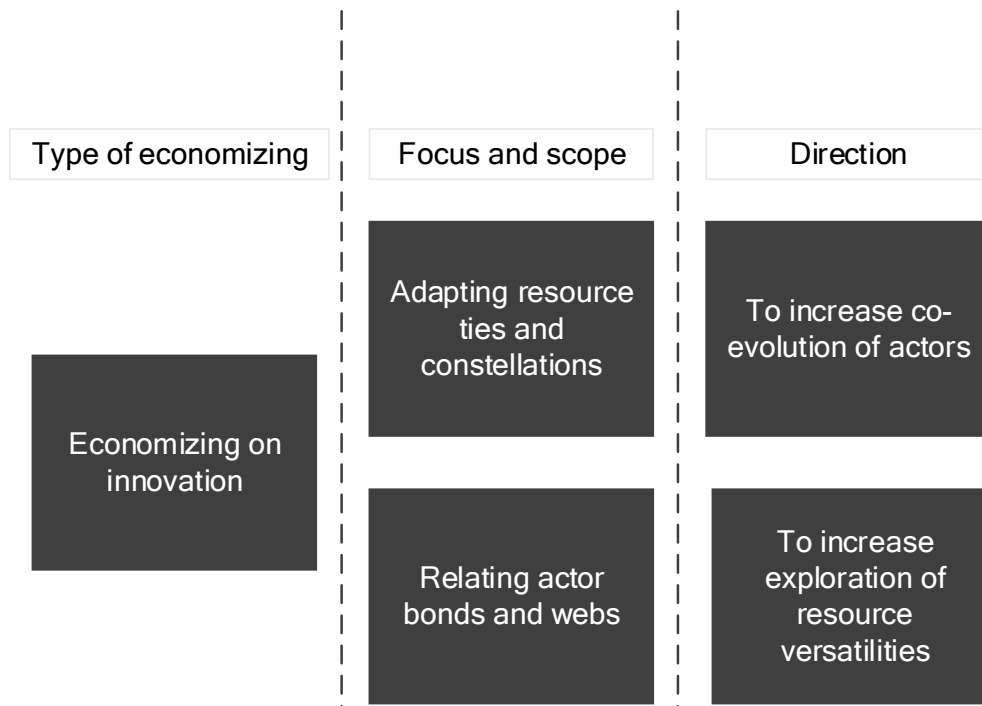 Type of economizing
Focus and scope
Direction
Adapting resource
ties and
constellations
To increase co-
evolution of actors
Economizing on
innovation
Relating actor
bonds and webs
To increase
exploration of
resource
versatilities